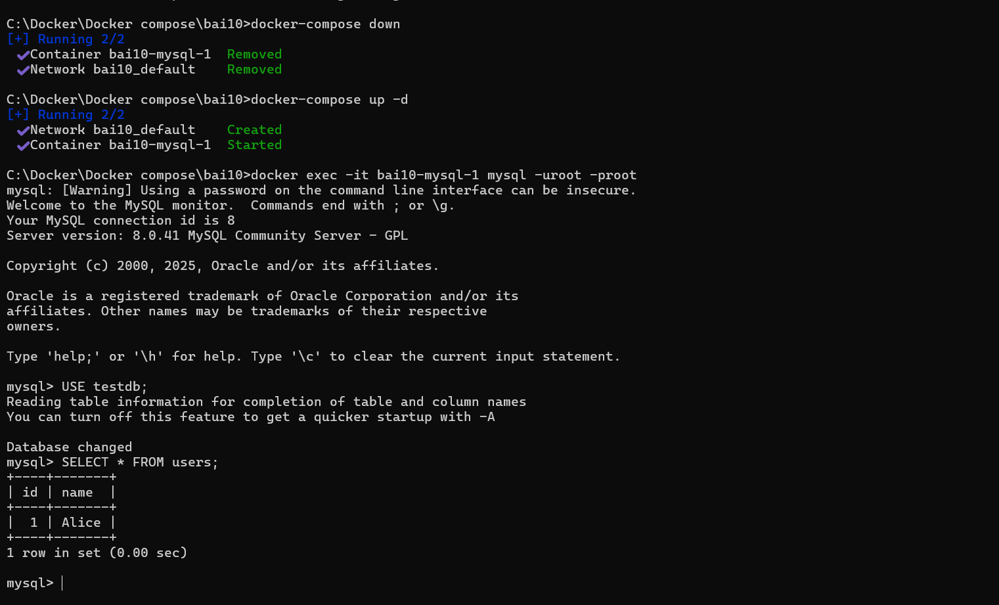 C:\Docker\Docker compose\bai10>docker-compose down
[+] Running 2/2
✔Container bai10-mysql-1  Removed
✔Network bai10_default    Removed
C:\Docker\Docker compose\bai10>docker-compose up -d
[+] Running 2/2
✔Network bai10_default    Created
✔Container bai10-mysql-1  Started
C:\Docker\Docker compose\bai10>docker exec -it bai10-mysql-1 mysql -uroot -proot
mysql: [Warning] Using a password on the command line interface can be insecure.
Welcome to the MySQL monitor.  Commands end with ; or \g.
Your MySQL connection id is 8
Server version: 8.0.41 MySQL Community Server - GPL
Copyright (c) 2000, 2025, Oracle and/or its affiliates.
Oracle is a registered trademark of Oracle Corporation and/or its
affiliates. Other names may be trademarks of their respective
owners.
Type 'help;' or '\h' for help. Type '\c' to clear the current input statement.
mysql> USE testdb;
Reading table information for completion of table and column names
You can turn off this feature to get a quicker startup with -A
Database changed
mysql> SELECT * FROM users;
+----+-------+
| id | name  |
+----+-------+
|  1 | Alice |
+----+-------+
1 row in set (0.00 sec)
mysql>